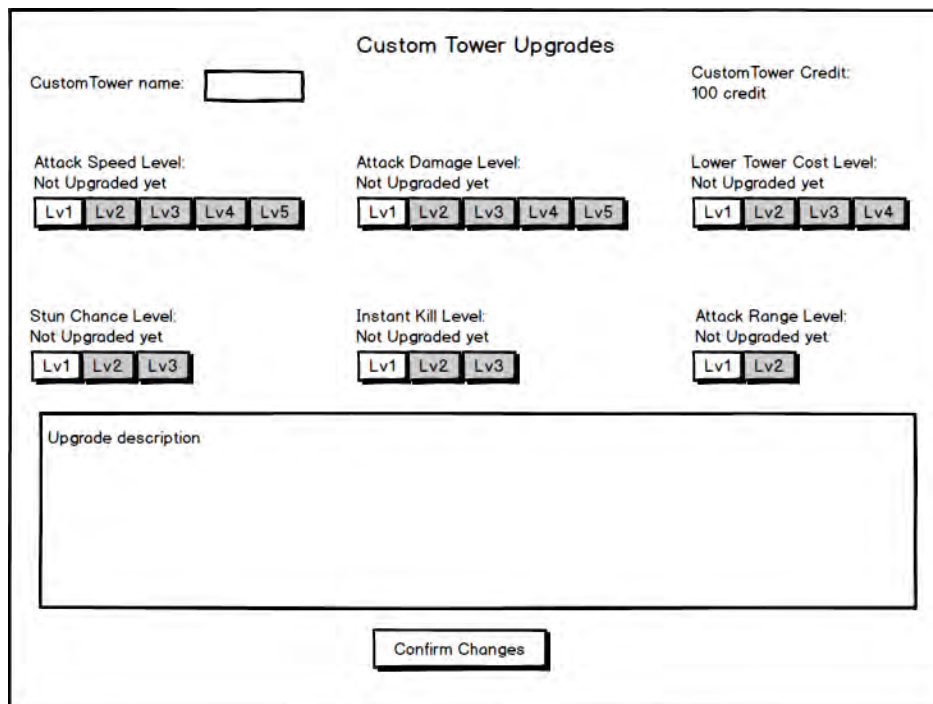 Custom Tower Upgrades
CustomTower name:
CustomTower Credit:
100 credit
Attack Speed Level:
Not Upgraded yet
Lv1 Lv2 Lv3 Lv4 Lv5
Attack Damage Level:
Not Upgraded yet
Lv1 Lv2 Lv3 Lv4 Lv5
Lower Tower Cost Level:
Not Upgraded yet
Lv1 Lv2 Lv3 Lv4
Stun Chance Level:
Not Upgraded yet
Lv1 Lv2 Lv3
Instant Kill Level:
Not Upgraded yet
Lv1 Lv2 Lv3
Attack Range Level:
Not Upgraded yet
Lv1 Lv2
Upgrade description
Confirm Changes